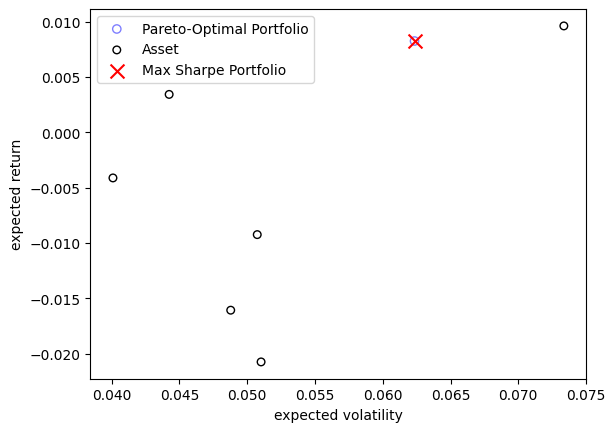 Pareto-Optimal Portfolio
Asset
Max Sharpe Portfolio
0.010
0.005
0.000
−0.005
−0.010
−0.015
−0.020
expected return
0.040 0.045 0.050 0.055 0.060 0.065 0.070 0.075
expected volatility